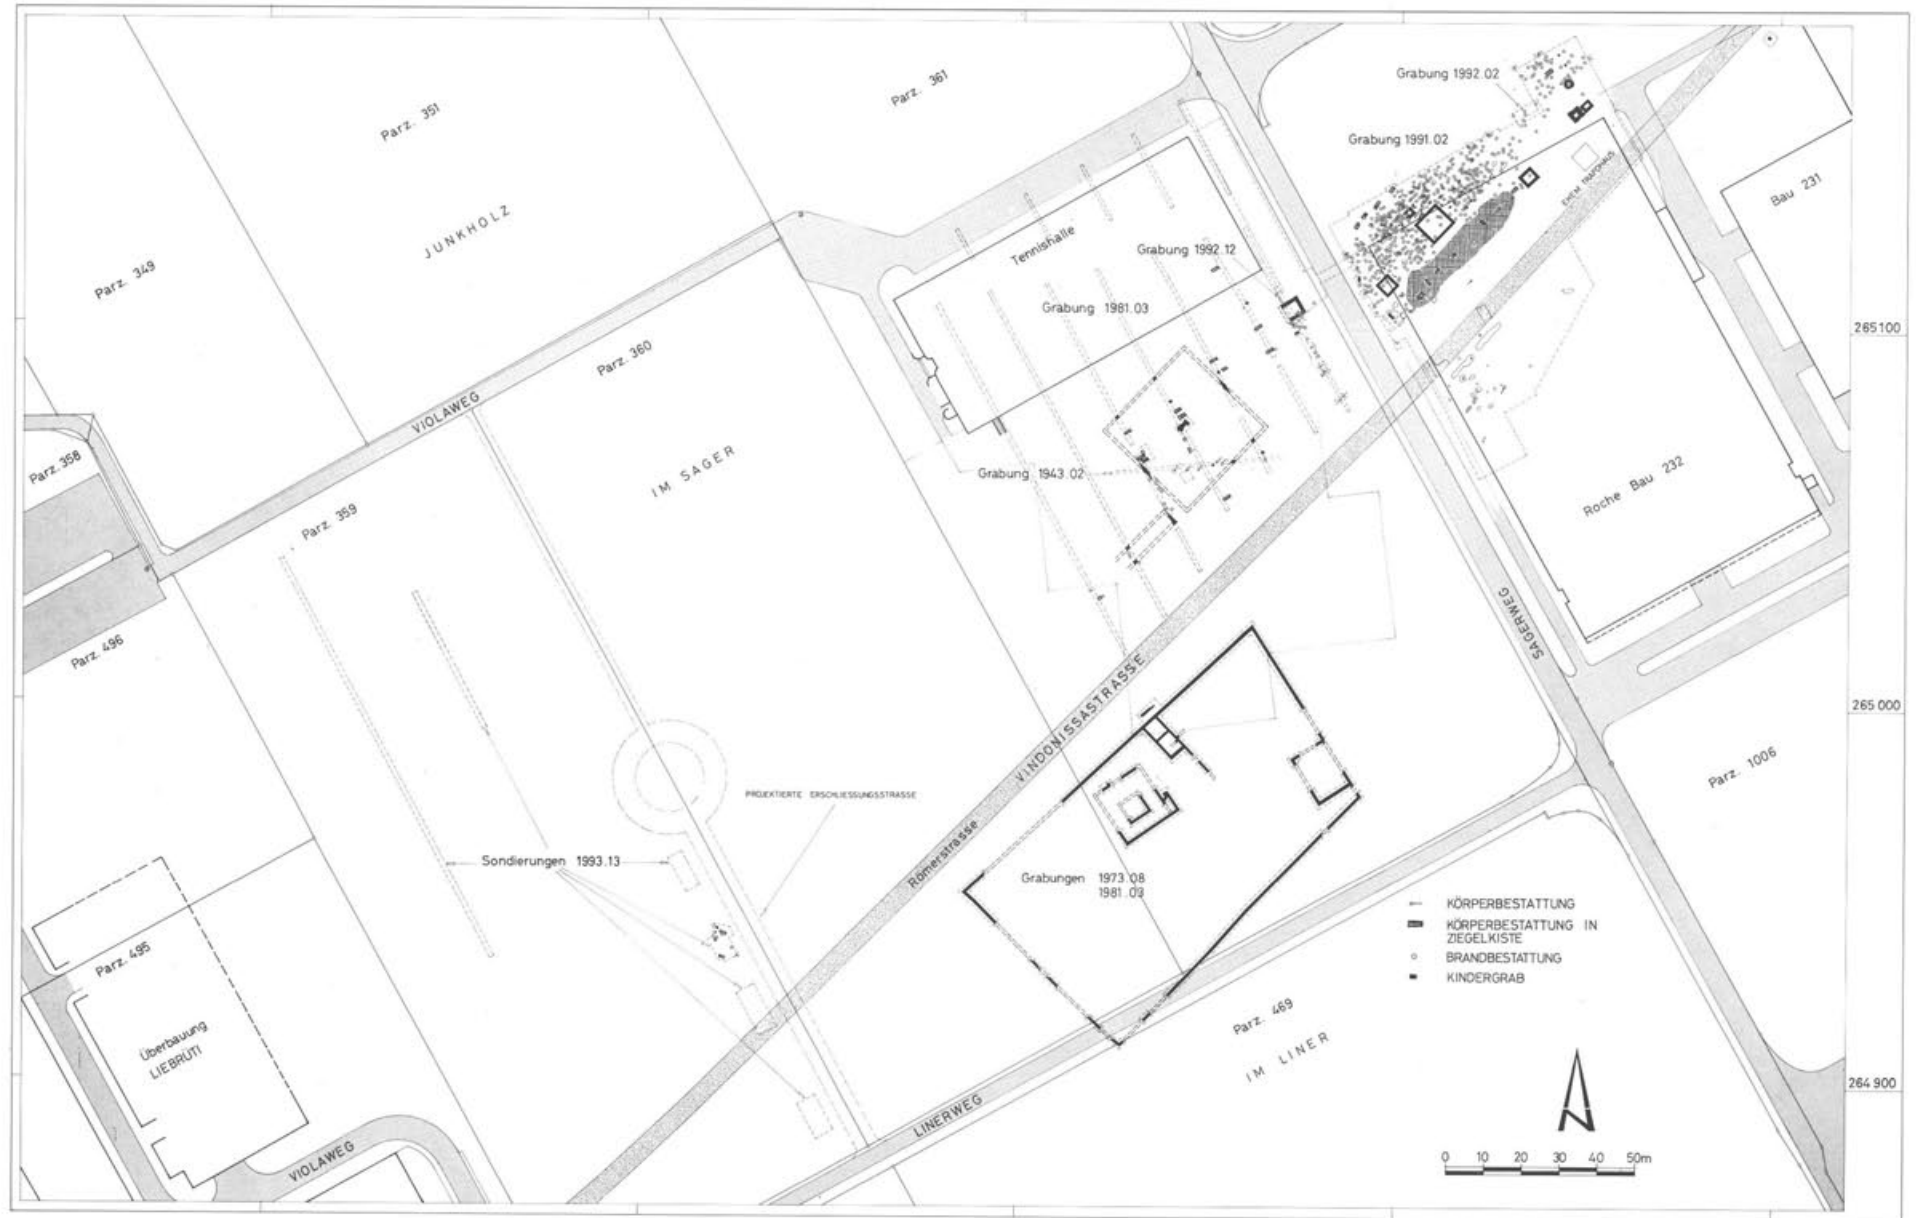 Grabung 1992.02
Parz. 361
Parz. 351
Grabung 1991.02
EHEM. TRAFOHAUS
Bau 231
JUNKHOLZ
Tennishalle
Grabung 1992.12
Parz. 349
Grabung 1981.03
265100
Parz. 360
VIOLAWEG
IM SAGER
Grabung 1943.02
Parz. 358
Roche Bau 232
Parz. 359
SAGERWEG
Parz. 496
VINDONISSASTRASSE
265 000
Parz. 1006
PROJEKTIERTE ERSCHLIESSUNGSSTRASSE
Römerstrasse
Sondierungen 1993.13
Grabungen 1973.08
1981.03
KÖRPERBESTATTUNG
KÖRPERBESTATTUNG IN
ZIEGELKISTE
BRANDBESTATTUNG
KINDERGRAB
Parz. 495
Parz. 469
IM LINER
Überbauung
LIEBRÜTI
264 900
LINERWEG
VIOLAWEG
N
0 10 20 30 40 50m